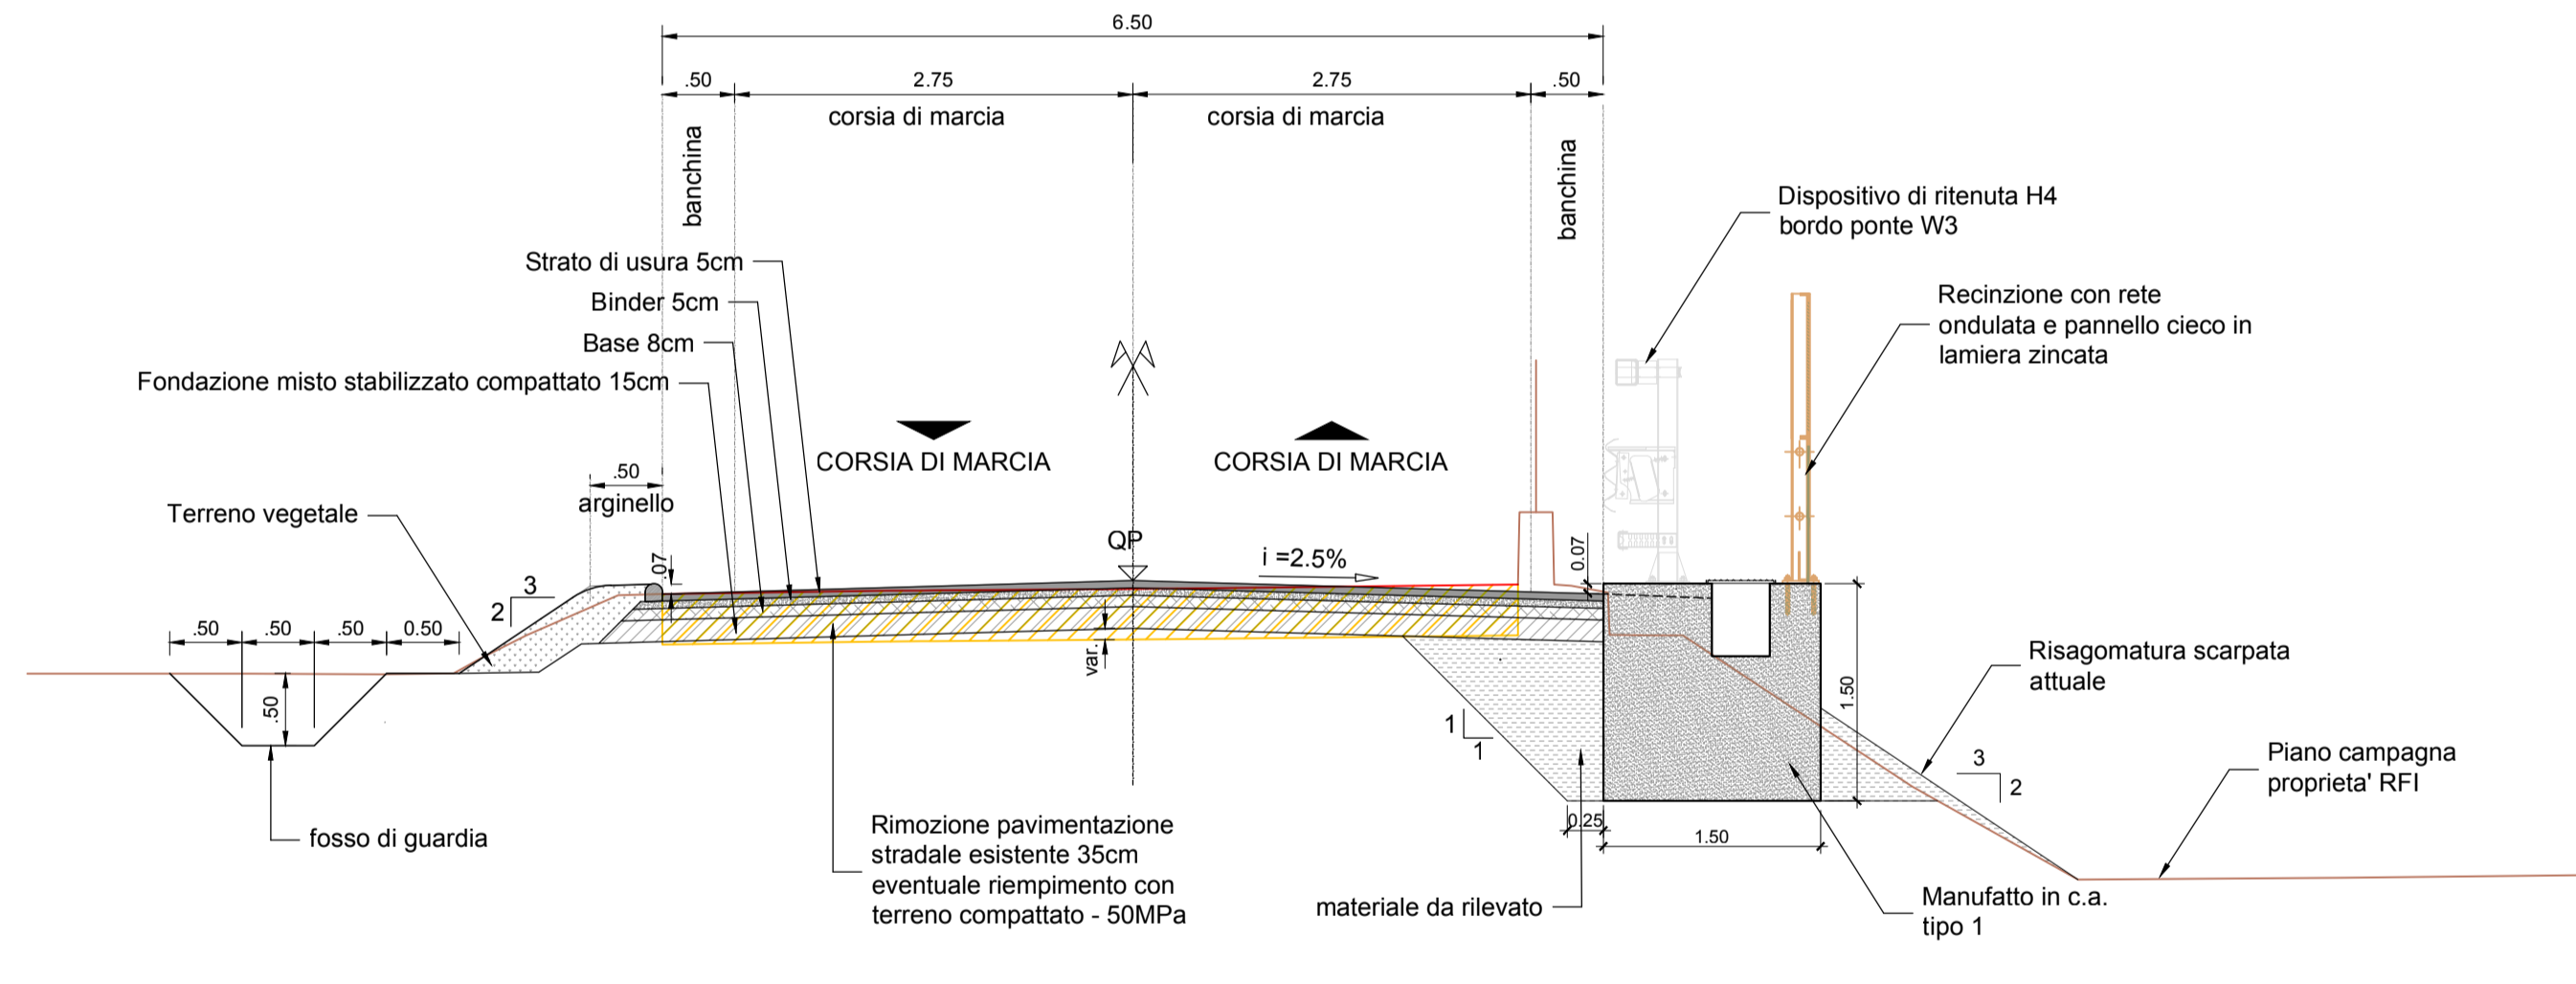 6.50
.50
2.75
2.75
.50
corsia di marcia
corsia di marcia
banchina
banchina
Dispositivo di ritenuta H4
bordo ponte W3
Strato di usura 5cm
Binder 5cm
Base 8cm
Fondazione misto stabilizzato compattato 15cm
Recinzione con rete
ondulata e pannello cieco in
lamiera zincata
CORSIA DI MARCIA
CORSIA DI MARCIA
.50
arginello
Terreno vegetale
QP
i =2.5%
.07
0.07
3
2
.50
.50
.50
0.50
.50
var.
1
1
1.50
Risagomatura scarpata
attuale
3
2
Piano campagna
proprieta' RFI
fosso di guardia
Rimozione pavimentazione
stradale esistente 35cm
eventuale riempimento con
terreno compattato - 50MPa
0.25
1.50
materiale da rilevato
Manufatto in c.a.
tipo 1